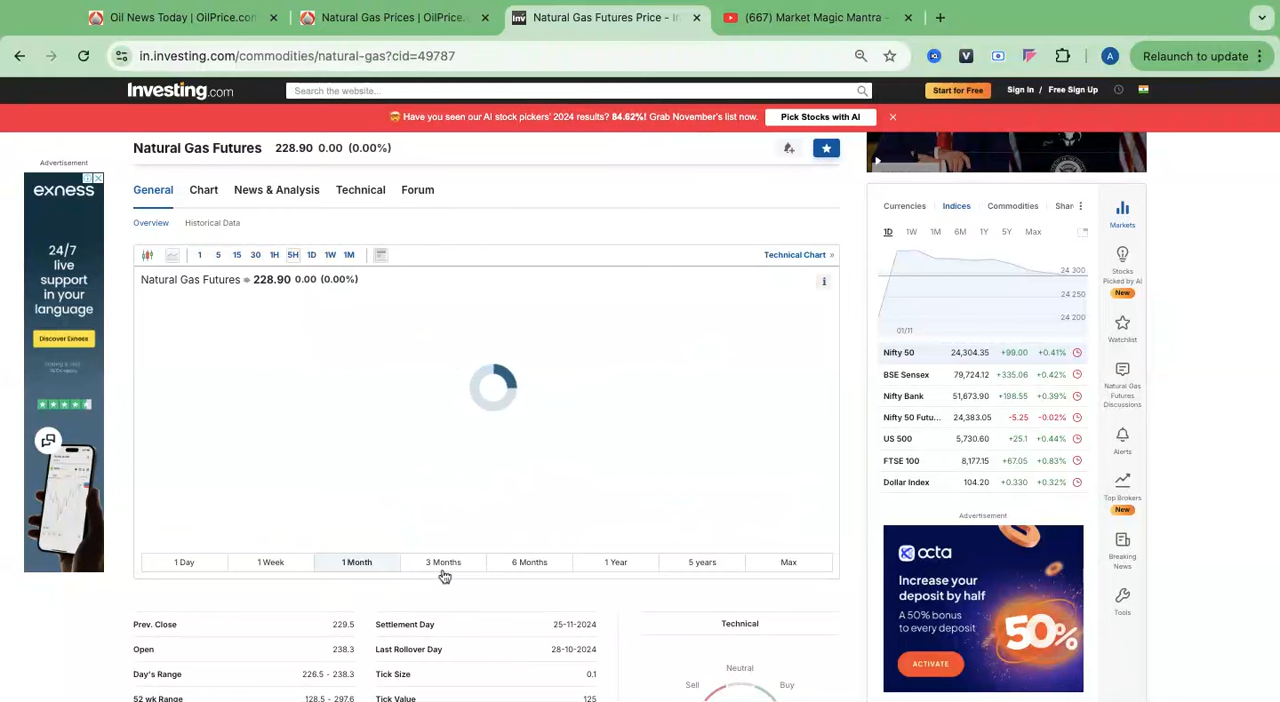 Oil News Today | OilPrice.com
Natural Gas Prices | OilPrice.
Natural Gas Futures Price - In
(667) Market Magic Mantra -
in.investing.com/commodities/natural-gas?cid=49787
A
Relaunch to update
Investing.com
Search the website...
Start for Free
Sign In / Free Sign Up
Have you seen our AI stock pickers' 2024 results? 84.62%! Grab November's list now.
Pick Stocks with AI
Natural Gas Futures 228.90 0.00 (0.00%)
General Chart News & Analysis Technical Forum
Overview Historical Data
1 5 15 30 1H 5H 1D 1W 1M
Technical Chart »
Natural Gas Futures 228.90 0.00 (0.00%)
1 Day 1 Week 1 Month 3 Months 6 Months 1 Year 5 years Max
Prev. Close 229.5
Open 238.3
Day's Range 226.5 - 238.3
52 wk Range 128.5 - 297.6
Settlement Day 25-11-2024
Last Rollover Day 28-10-2024
Tick Size 0.1
Tick Value 125
Technical
Neutral
Sell Buy
Advertisement
exness
24/7
live
support
in your
language
Discover Exness
Currencies Indices Commodities Shar
1D 1W 1M 6M 1Y 5Y Max
24 300
24 250
24 200
01/11
Nifty 50 24,304.35 +99.00 +0.41%
BSE Sensex 79,724.12 +335.06 +0.42%
Nifty Bank 51,673.90 +198.55 +0.39%
Nifty 50 Futu... 24,383.05 -5.25 -0.02%
US 500 5,730.60 +25.1 +0.44%
FTSE 100 8,177.15 +67.05 +0.83%
Dollar Index 104.20 +0.330 +0.32%
Advertisement
octa
Increase your
deposit by half
A 50% bonus
to every deposit
50%
ACTIVATE
Markets
Stocks
Picked by AI
New
Watchlist
Natural Gas
Futures
Discussions
Alerts
Top Brokers
New
Breaking
News
Tools